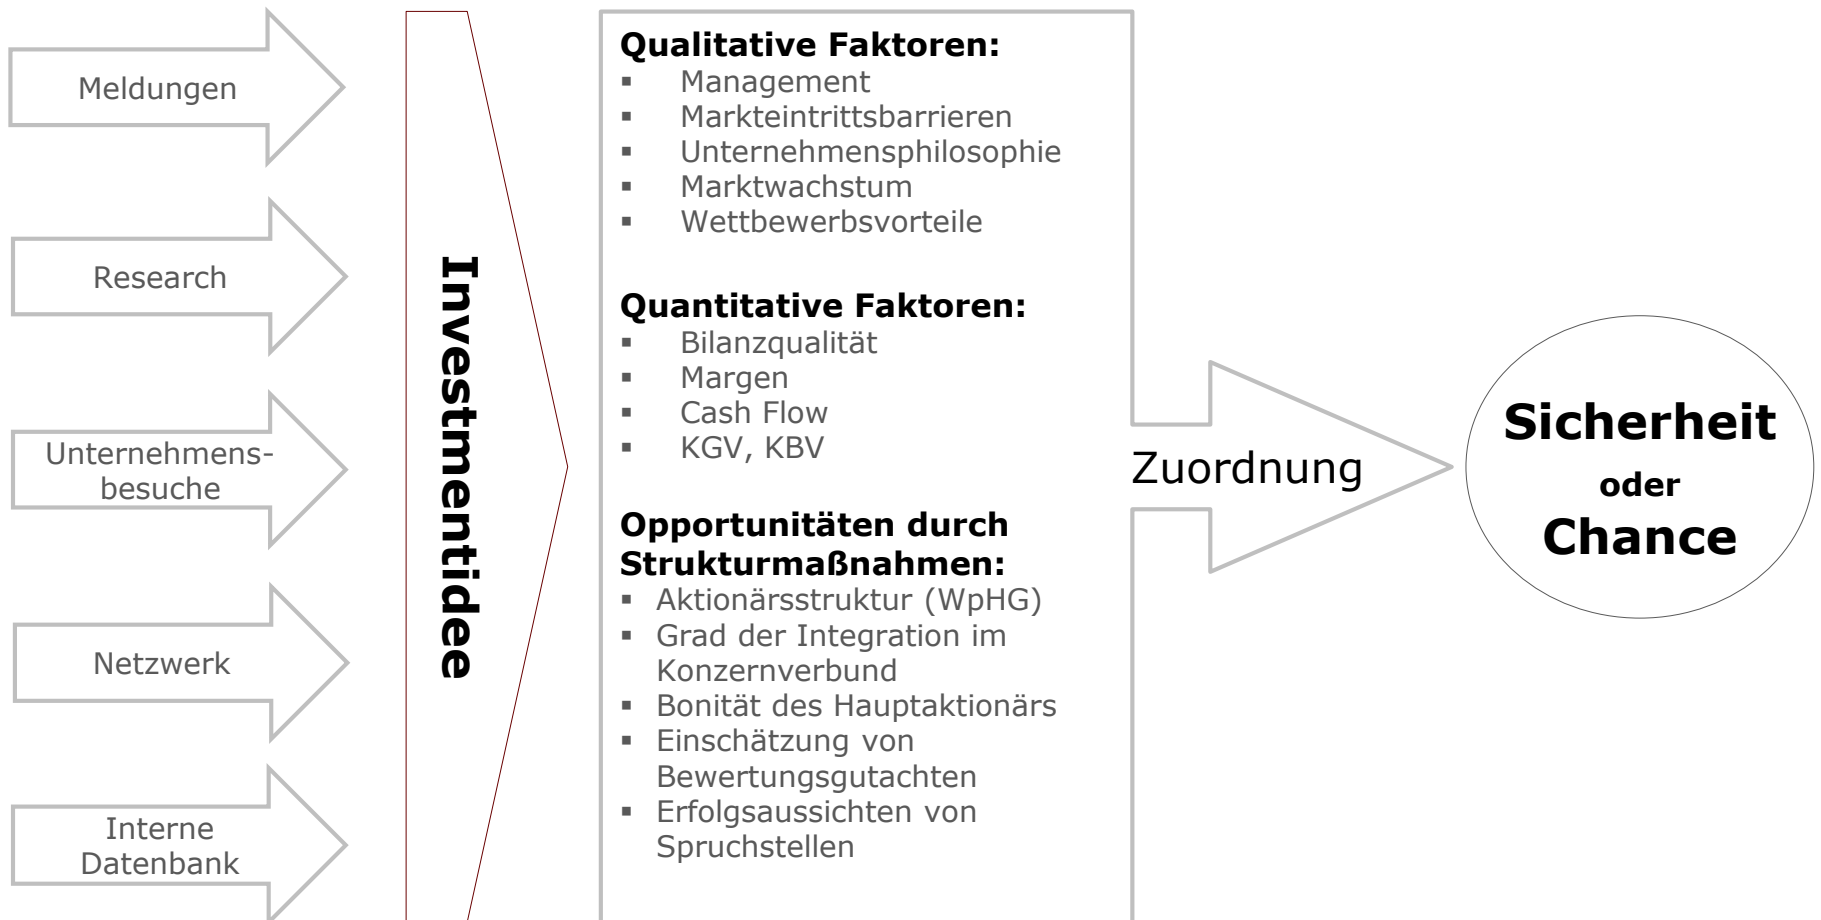 Meldungen
Research
Unternehmens-
besuche
Netzwerk
Interne
Datenbank
Investmentidee
Qualitative Faktoren:
▪ Management
▪ Markteintrittsbarrieren
▪ Unternehmensphilosophie
▪ Marktwachstum
▪ Wettbewerbsvorteile
Quantitative Faktoren:
▪ Bilanzqualität
▪ Margen
▪ Cash Flow
▪ KGV, KBV
Opportunitäten durch
Strukturmaßnahmen:
▪ Aktionärsstruktur (WpHG)
▪ Grad der Integration im
Konzernverbund
▪ Bonität des Hauptaktionärs
▪ Einschätzung von
Bewertungsgutachten
▪ Erfolgsaussichten von
Spruchstellen
Zuordnung
Sicherheit
oder
Chance